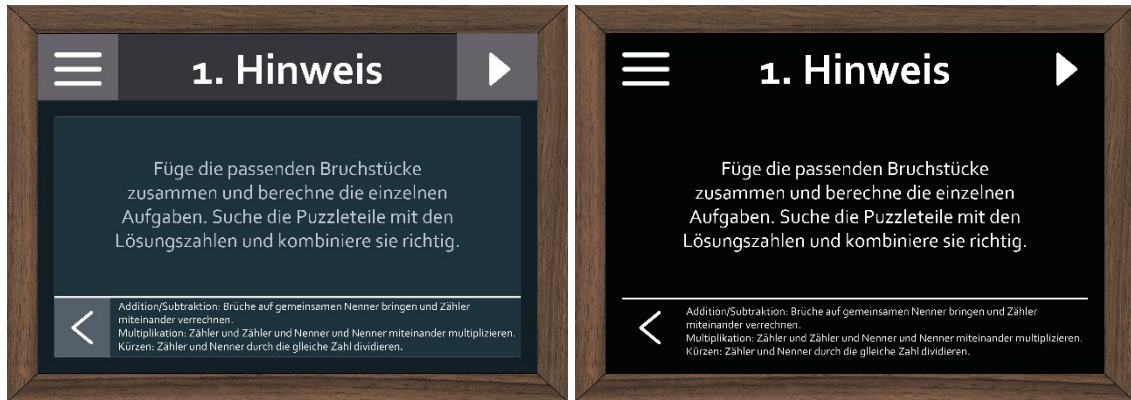 1. Hinweis
Füge die passenden Bruchstücke
zusammen und berechne die einzelnen
Aufgaben. Suche die Puzzleteile mit den
Lösungszahlen und kombiniere sie richtig.
Addition/Subtraktion: Brüche auf gemeinsamen Nenner bringen und Zähler
miteinander verrechnen.
Multiplikation: Zähler und Zähler und Nenner und Nenner miteinander multiplizieren.
Kürzen: Zähler und Nenner durch die glleiche Zahl dividieren.
1. Hinweis
Füge die passenden Bruchstücke
zusammen und berechne die einzelnen
Aufgaben. Suche die Puzzleteile mit den
Lösungszahlen und kombiniere sie richtig.
Addition/Subtraktion: Brüche auf gemeinsamen Nenner bringen und Zähler
miteinander verrechnen.
Multiplikation: Zähler und Zähler und Nenner und Nenner miteinander multiplizieren.
Kürzen: Zähler und Nenner durch die glleiche Zahl dividieren.